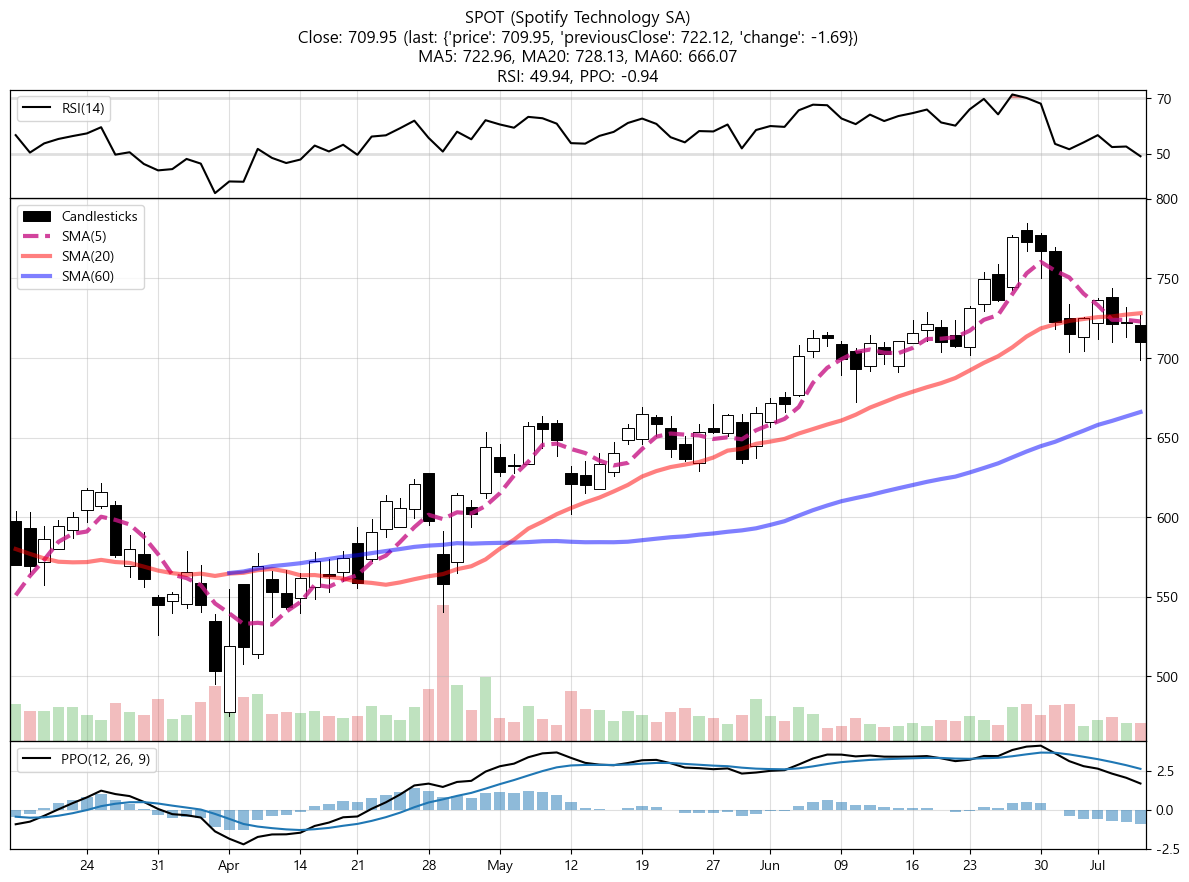 SPOT (Spotify Technology SA)
Close: 709.95 (last: {'price': 709.95, 'previousClose': 722.12, 'change': -1.69})
MA5: 722.96, MA20: 728.13, MA60: 666.07
RSI: 49.94, PPO: -0.94
RSI(14)
70
50
Candlesticks
SMA(5)
SMA(20)
SMA(60)
800
750
700
650
600
550
500
PPO(12, 26, 9)
2.5
0.0
-2.5
24 31 Apr 14 21 28 May 12 19 27 Jun 09 16 23 30 Jul